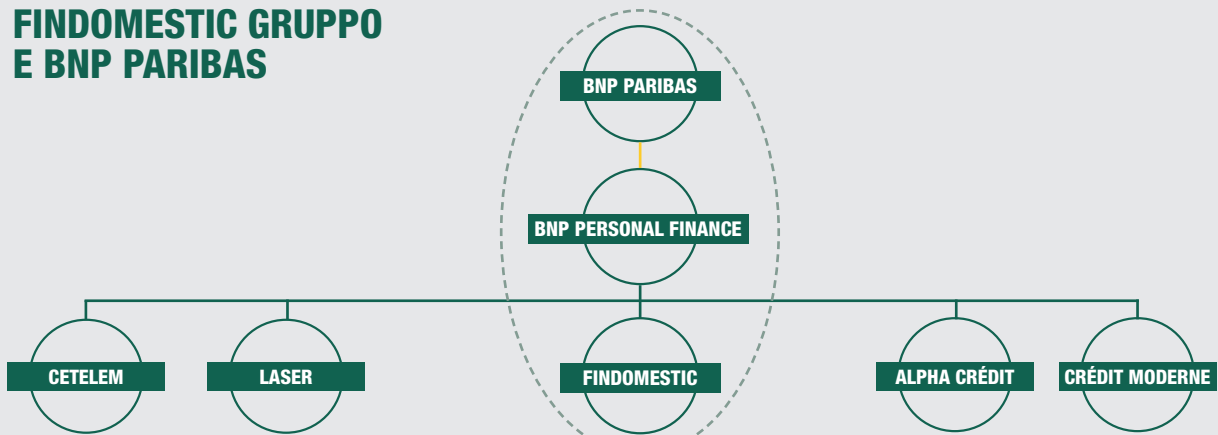 FINDOMESTIC GRUPPO
E BNP PARIBAS
BNP PARIBAS
BNP PERSONAL FINANCE
CETELEM
LASER
FINDOMESTIC
ALPHA CRÉDIT
CRÉDIT MODERNE